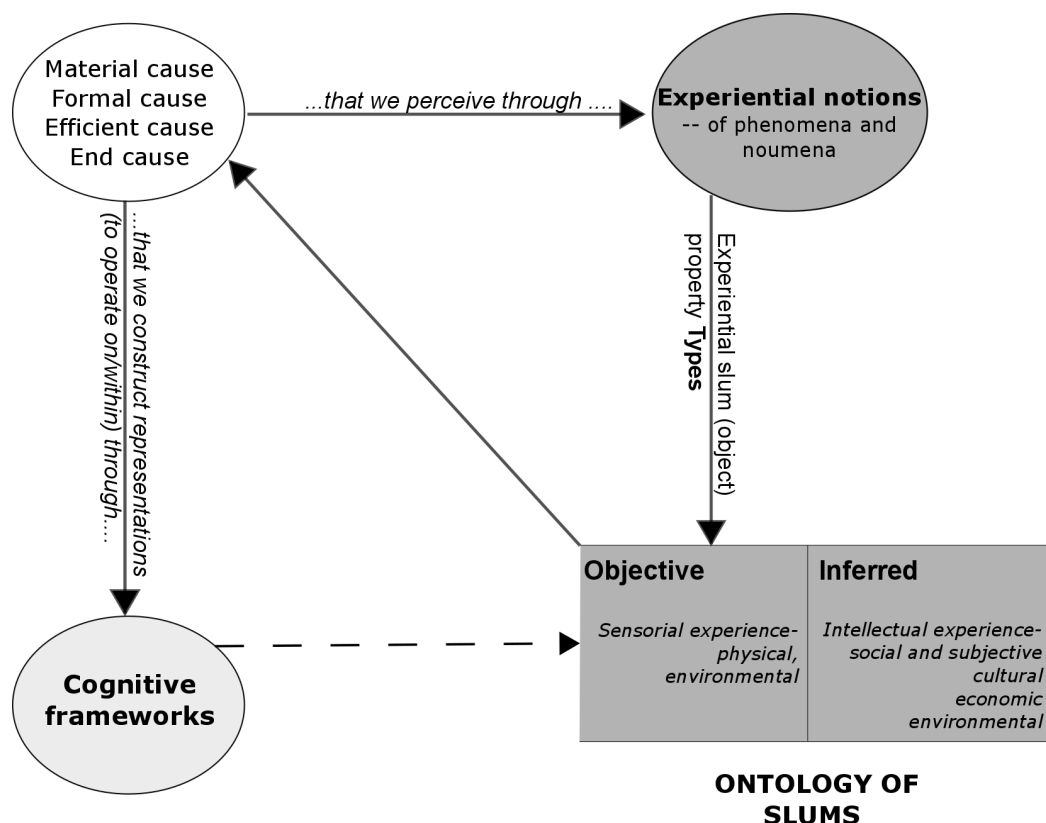 Material cause
Formal cause
Efficient cause
End cause
...that we perceive through ....
Experiential notions
-- of phenomena and
noumena
...that we construct representations
(to operate on/within) through....
Experiential slum (object)
property Types
Cognitive
frameworks
Objective
Sensorial experience-
physical,
environmental
Inferred
Intellectual experience-
social and subjective
cultural
economic
environmental
ONTOLOGY OF
SLUMS